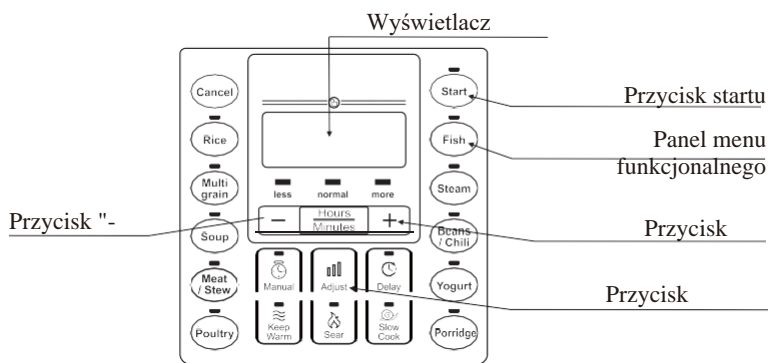 Wyświetlacz
Cancel
Start
Przycisk startu
Rice
Fish
Panel menu
funkcjonalnego
Multi
grain
less
normal
more
Steam
Przycisk "-
−
Hours
Minutes
+
Przycisk
Soup
Beans
/ Chili
Meat
/ Stew
Manual
Adjust
Delay
Yogurt
Przycisk
Poultry
Keep
Warm
Sear
Slow
Cook
Porridge